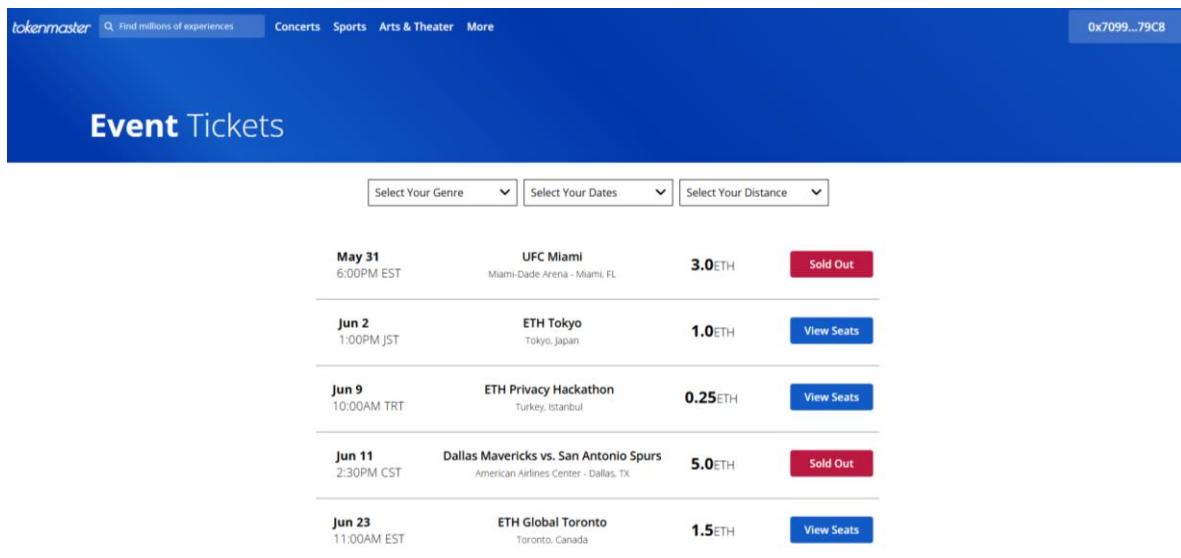 tokenmaster Find millions of experiences Concerts Sports Arts & Theater More 0x7099...79C8
Event Tickets
Select Your Genre Select Your Dates Select Your Distance
May 31 UFC Miami 3.0ETH Sold Out
6:00PM EST Miami-Dade Arena - Miami, FL
Jun 2 ETH Tokyo 1.0ETH View Seats
1:00PM JST Tokyo, Japan
Jun 9 ETH Privacy Hackathon 0.25ETH View Seats
10:00AM TRT Turkey, Istanbul
Jun 11 Dallas Mavericks vs. San Antonio Spurs 5.0ETH Sold Out
2:30PM CST American Airlines Center - Dallas, TX
Jun 23 ETH Global Toronto 1.5ETH View Seats
11:00AM EST Toronto, Canada